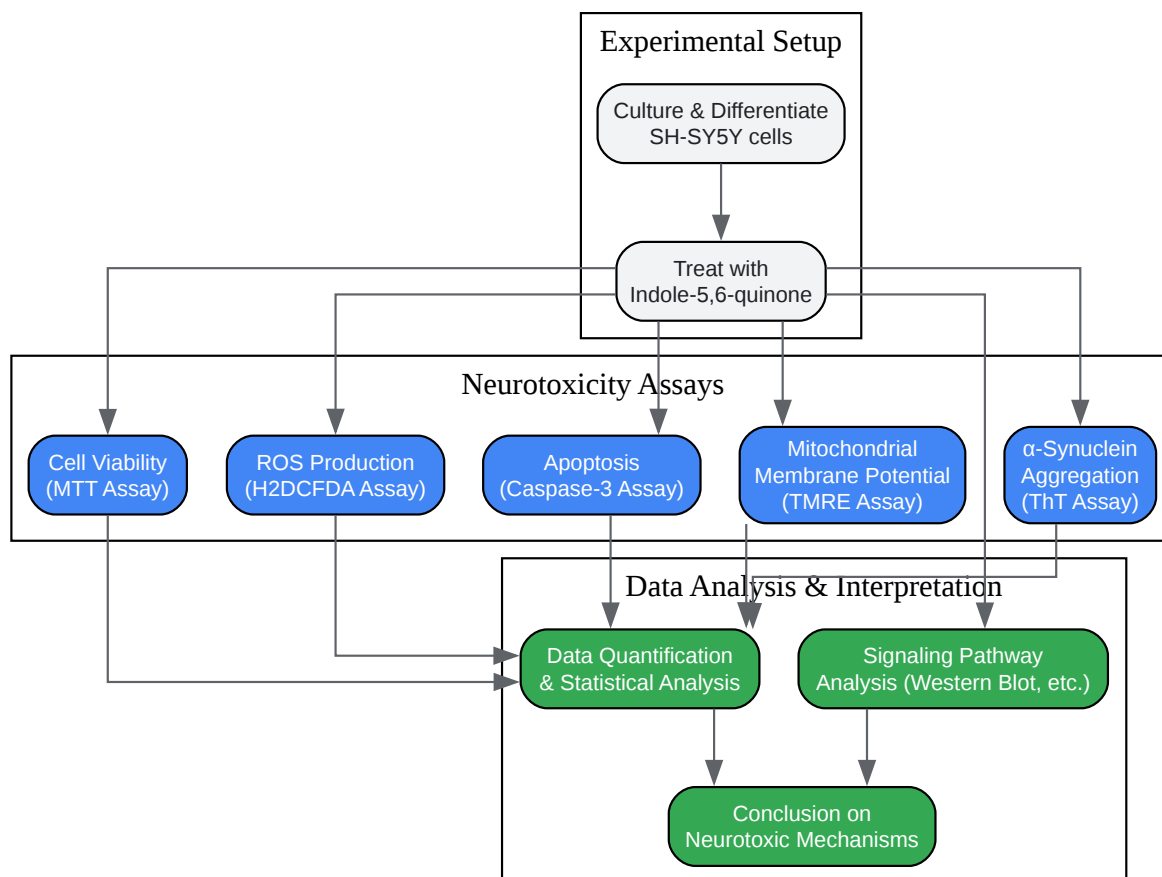 Experimental Setup
Culture & Differentiate
SH-SY5Y cells
Treat with
Indole-5,6-quinone
Neurotoxicity Assays
Cell Viability
(MTT Assay)
ROS Production
(H2DCFDA Assay)
Apoptosis
(Caspase-3 Assay)
Mitochondrial
Membrane Potential
(TMRE Assay)
α-Synuclein
Aggregation
(ThT Assay)
Data Analysis & Interpretation
Data Quantification
& Statistical Analysis
Signaling Pathway
Analysis (Western Blot, etc.)
Conclusion on
Neurotoxic Mechanisms